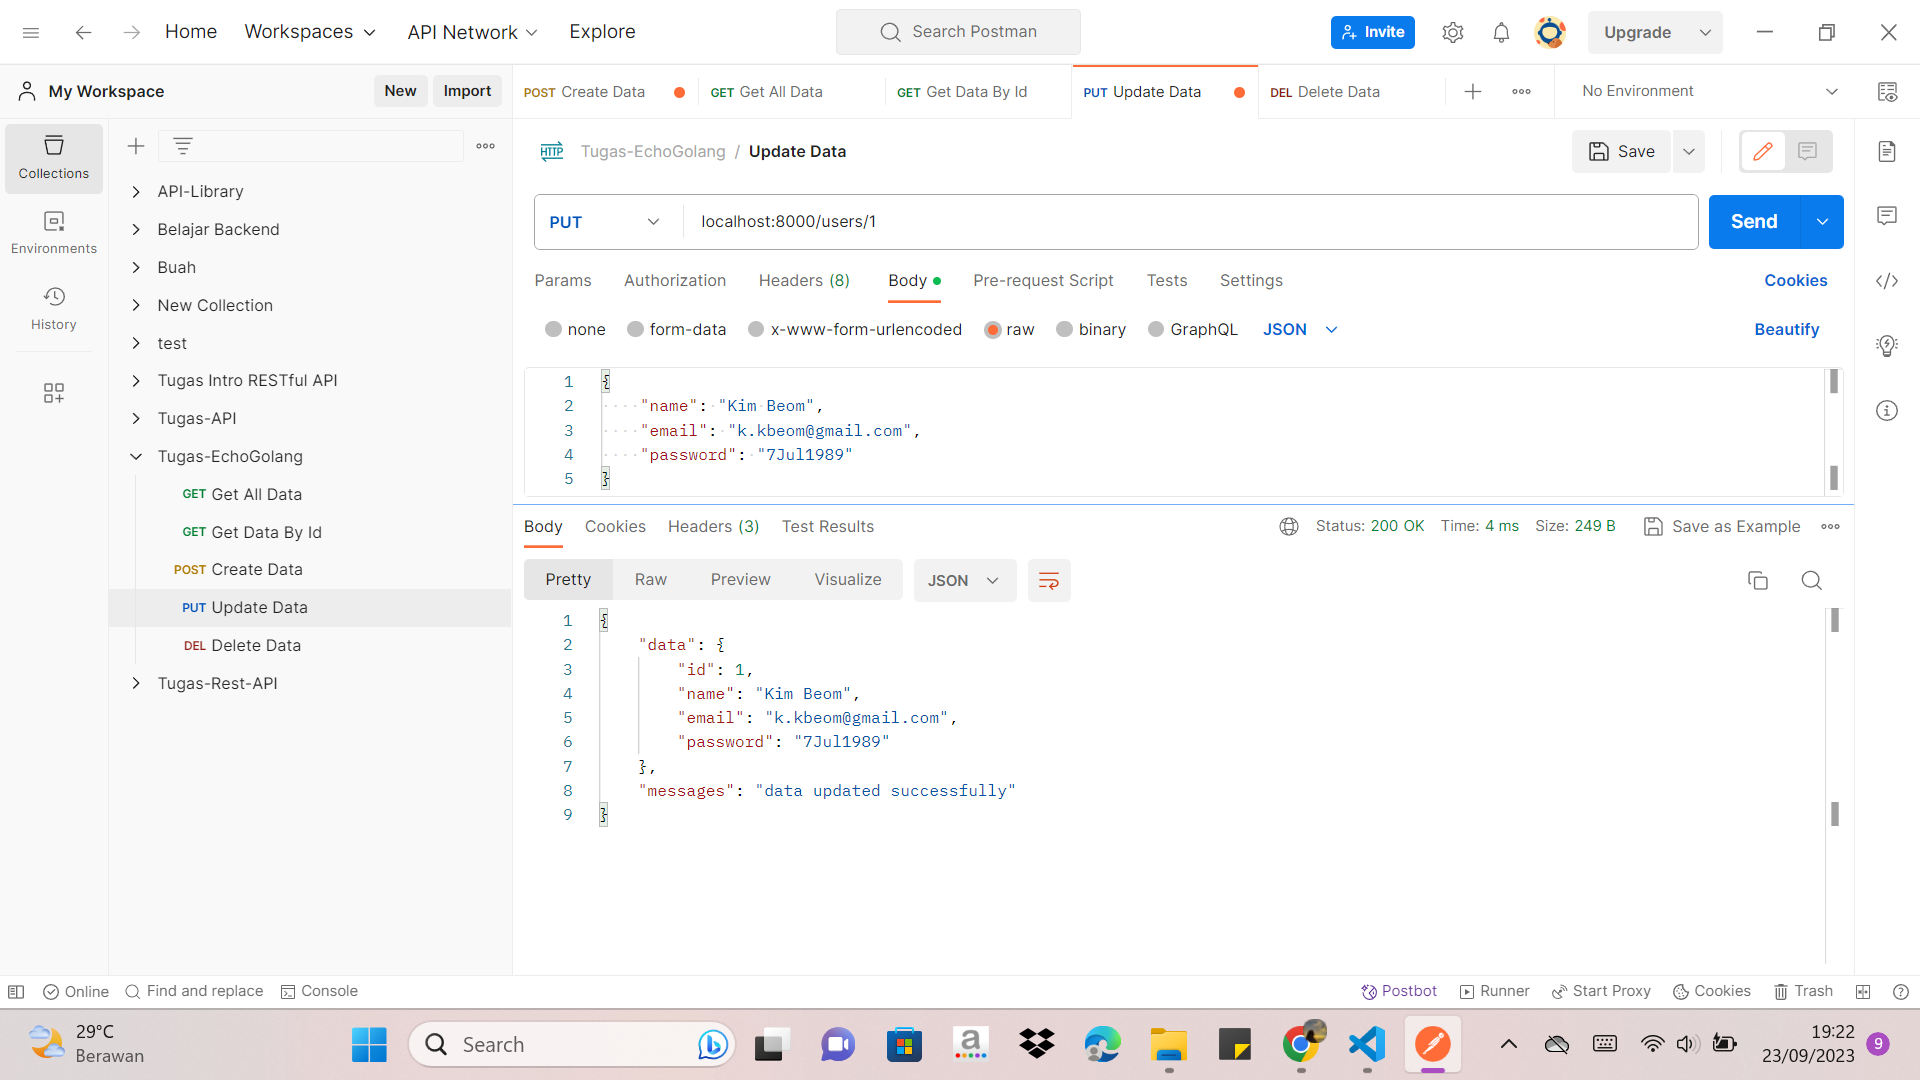 Home Workspaces API Network Explore Search Postman Invite Upgrade
My Workspace New Import POST Create Data GET Get All Data GET Get Data By Id PUT Update Data DEL Delete Data No Environment
Collections
Environments
History
API-Library
Belajar Backend
Buah
New Collection
test
Tugas Intro RESTful API
Tugas-API
Tugas-EchoGolang
GET Get All Data
GET Get Data By Id
POST Create Data
PUT Update Data
DEL Delete Data
Tugas-Rest-API
HTTP Tugas-EchoGolang / Update Data Save
PUT localhost:8000/users/1 Send
Params Authorization Headers (8) Body Pre-request Script Tests Settings Cookies
none form-data x-www-form-urlencoded raw binary GraphQL JSON Beautify
1 {
2 "name": "Kim Beom",
3 "email": "k.kbeom@gmail.com",
4 "password": "7Jul1989"
5 }
Body Cookies Headers (3) Test Results Status: 200 OK Time: 4 ms Size: 249 B Save as Example
Pretty Raw Preview Visualize JSON
1 {
2 "data": {
3 "id": 1,
4 "name": "Kim Beom",
5 "email": "k.kbeom@gmail.com",
6 "password": "7Jul1989"
7 },
8 "messages": "data updated successfully"
9 }
Online Find and replace Console Postbot Runner Start Proxy Cookies Trash
29°C
Berawan
Search
a
19:22
23/09/2023
9